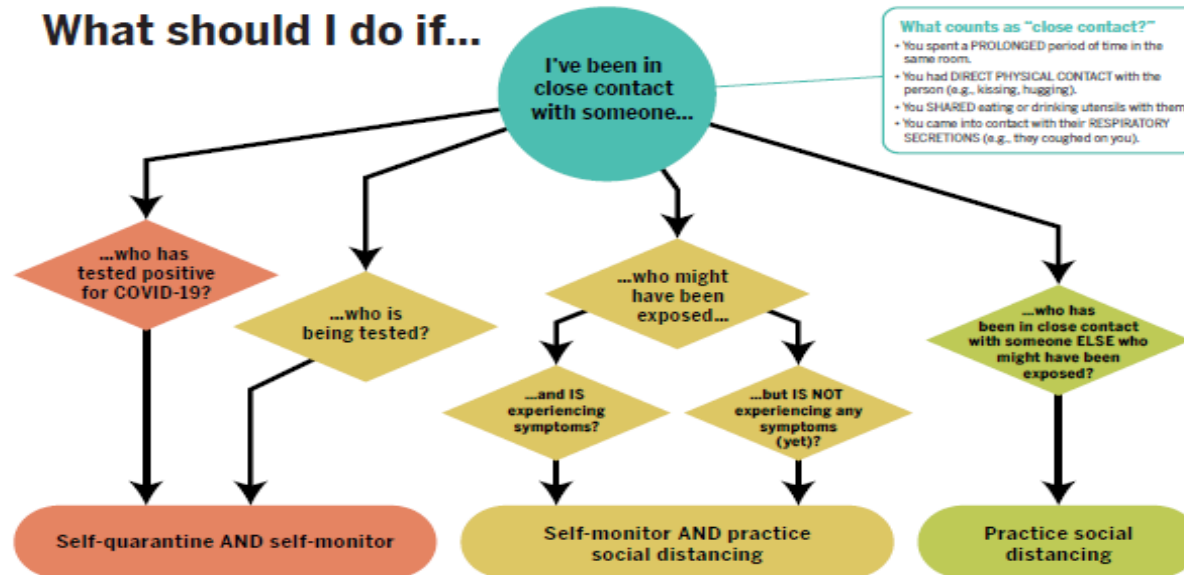 What should I do if...
I've been in
close contact
with someone...
What counts as “close contact?”
• You spent a PROLONGED period of time in the
same room.
• You had DIRECT PHYSICAL CONTACT with the
person (e.g., kissing, hugging).
• You SHARED eating or drinking utensils with them
• You came into contact with their RESPIRATORY
SECRETIONS (e.g., they coughed on you).
...who has
tested positive
for COVID-19?
...who is
being tested?
...who might
have been
exposed...
...who has
been in close contact
with someone ELSE who
might have been
exposed?
...and IS
experiencing
symptoms?
...but IS NOT
experiencing any
symptoms
(yet)?
Self-quarantine AND self-monitor
Self-monitor AND practice
social distancing
Practice social
distancing